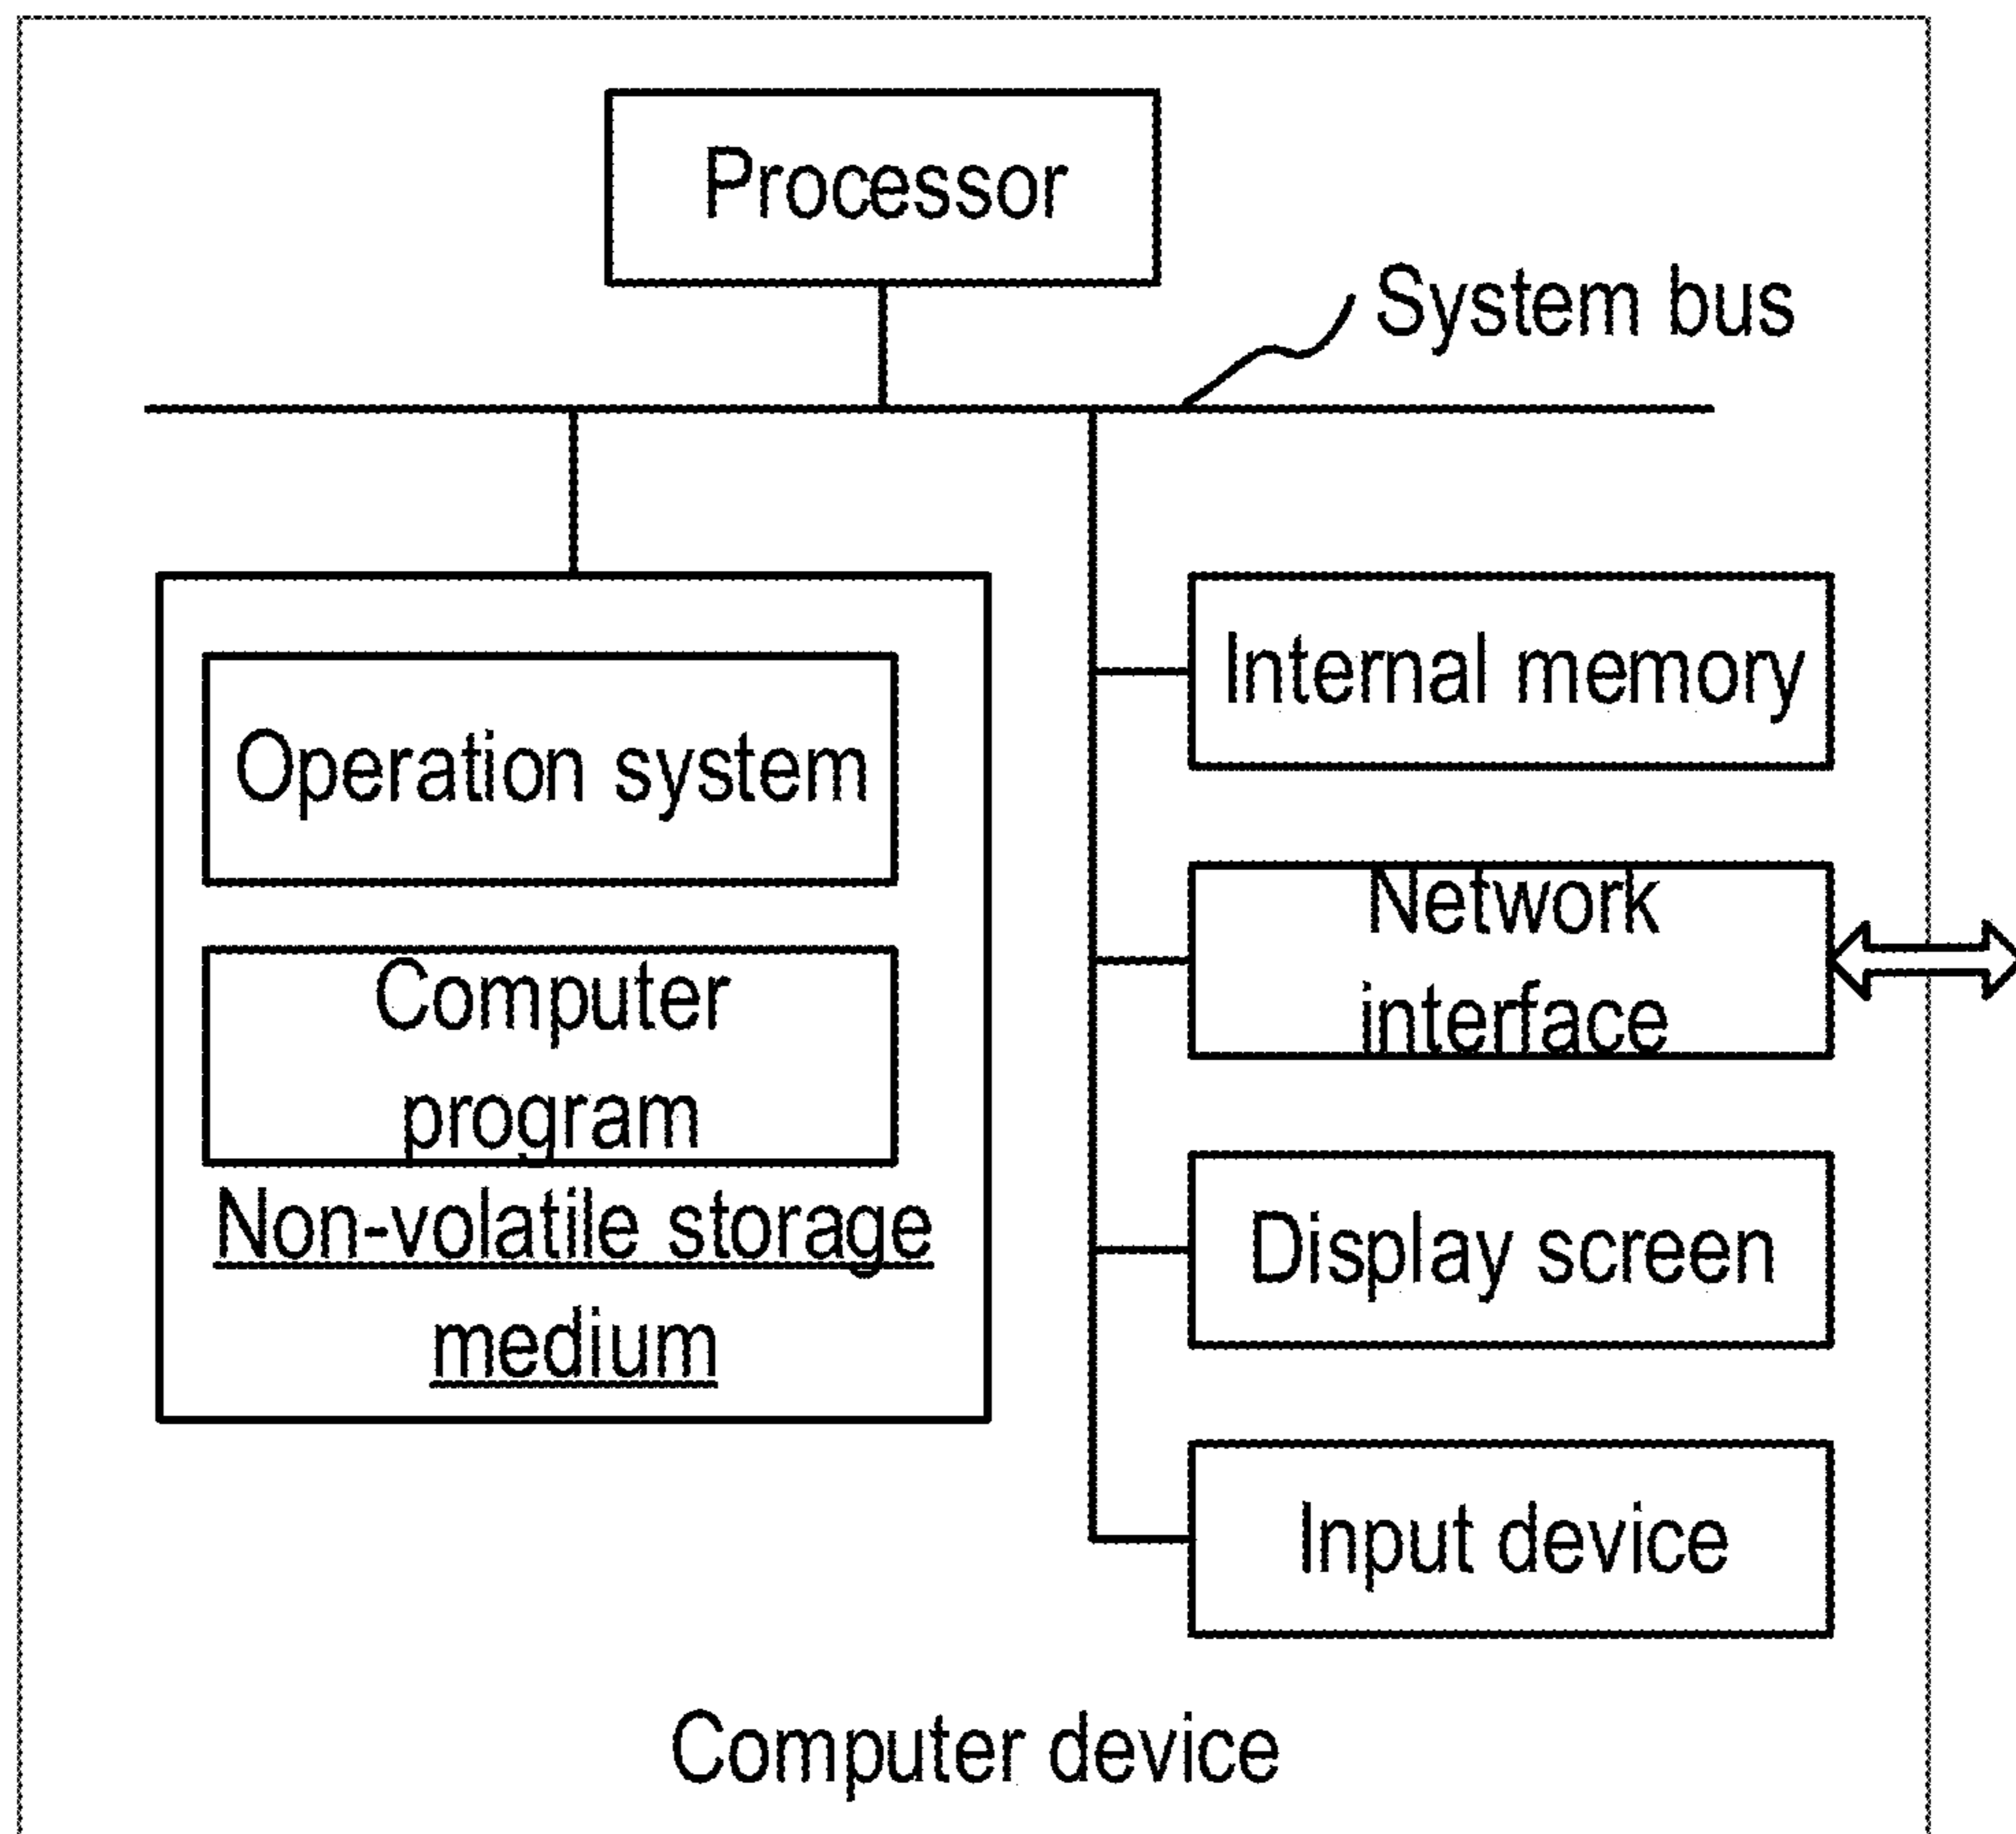 Processor
System bus
Operation system
Computer
program
Non-volatile storage
medium
Internal memory
Network
interface
Display screen
Input device
Computer device